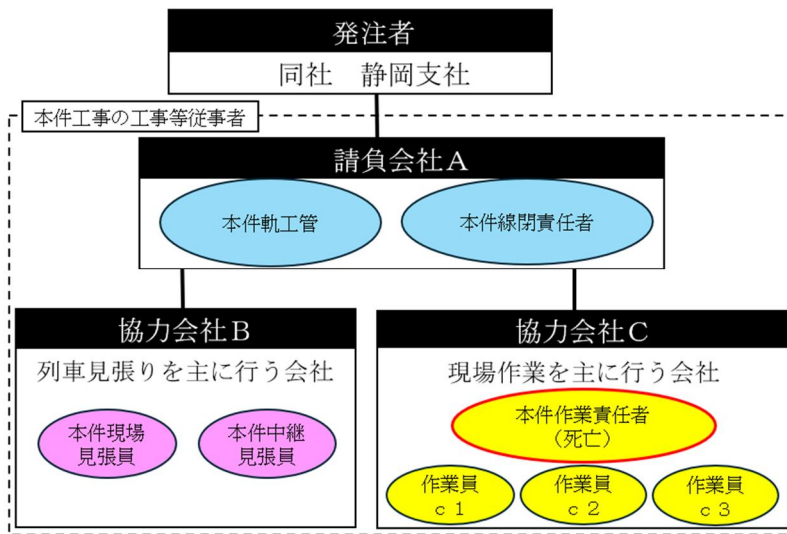 発注者
同社　静岡支社
本件工事の工事等従事者
請負会社Ａ
本件軌工管
本件線閉責任者
協力会社Ｂ
列車見張りを主に行う会社
本件現場
見張員
本件中継
見張員
協力会社Ｃ
現場作業を主に行う会社
本件作業責任者
（死亡）
作業員
ｃ１
作業員
ｃ２
作業員
ｃ３